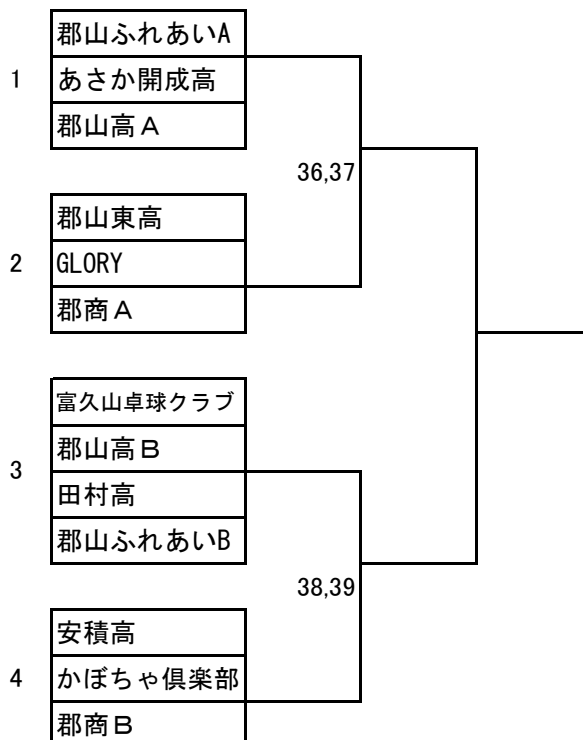 郡山ふれあいA
1 あさか開成高
郡山高A
36,37
郡山東高
2 GLORY
郡商A
富久山卓球クラブ
郡山高B
3 田村高
郡山ふれあいB
38,39
安積高
4 かぼちゃ倶楽部
郡商B